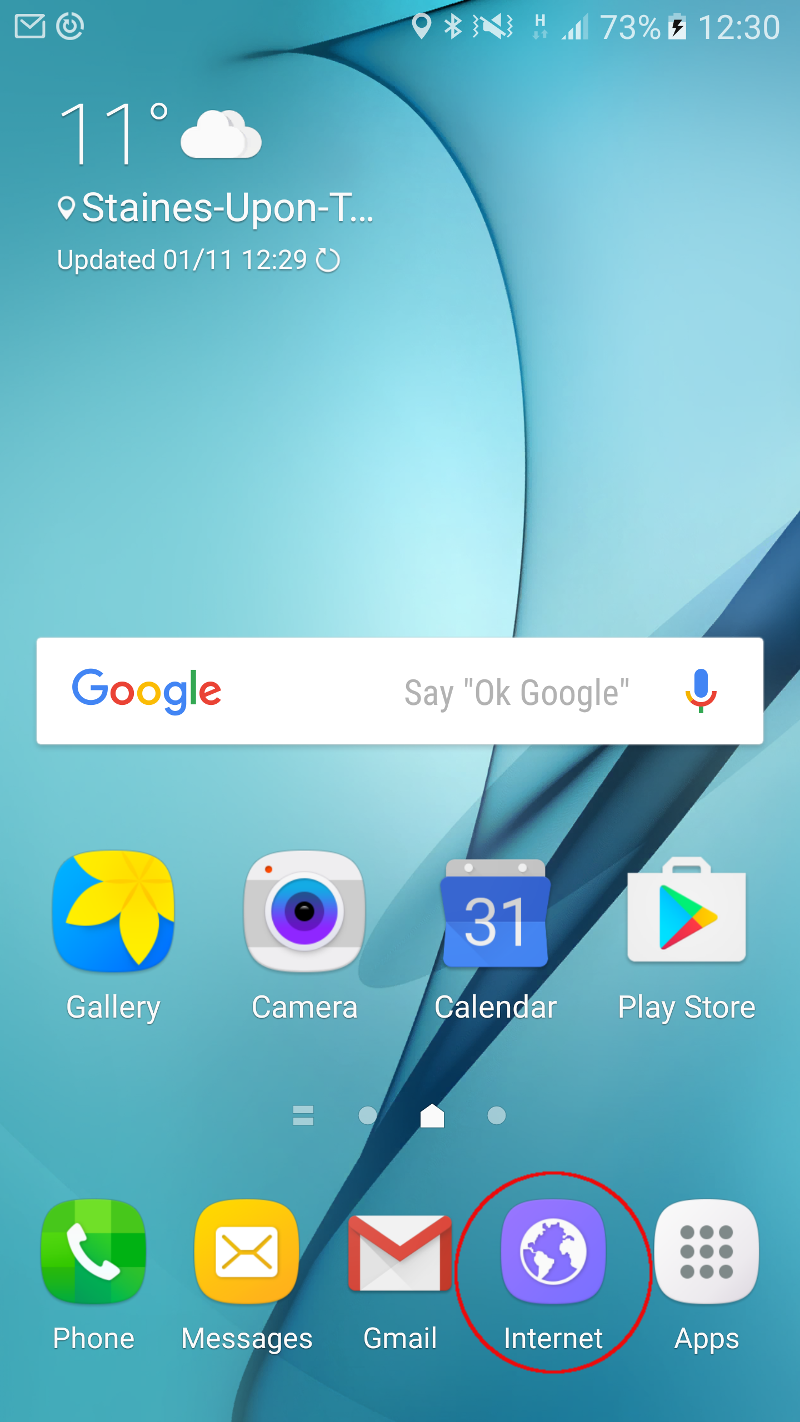 H 73% 12:30
11°
Staines-Upon-T...
Updated 01/11 12:29
Google Say "Ok Google"
31
Gallery Camera Calendar Play Store
Phone Messages Gmail Internet Apps